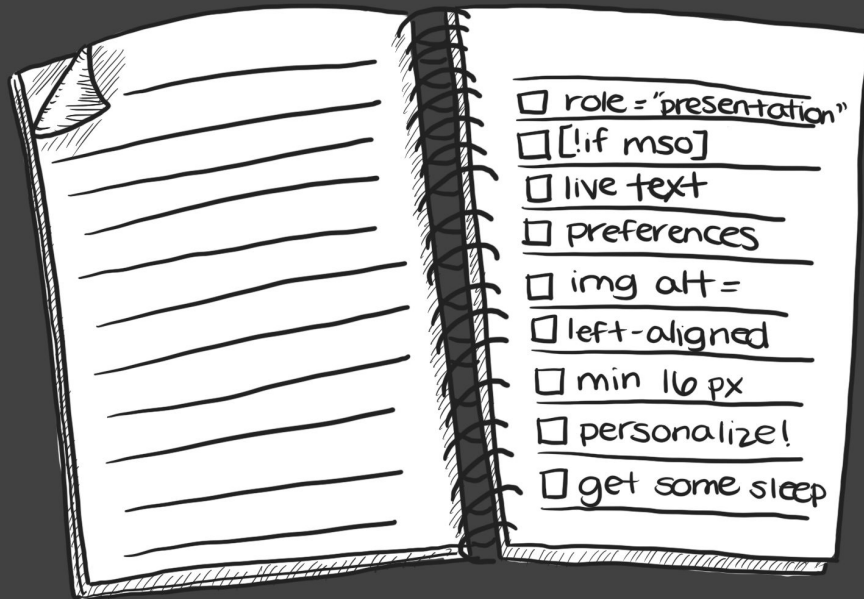 role="presentation"
[!if mso]
live text
preferences
img alt=
left-aligned
min 16 px
personalize!
get some sleep